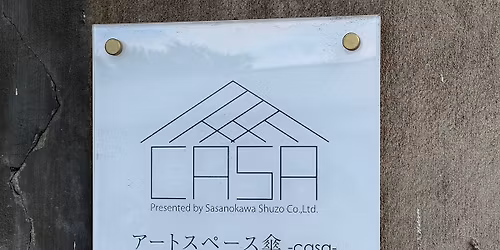 CASA
Presented by Sasanokawa Shuzo Co.,Ltd.
アートスペース傘 -casa-